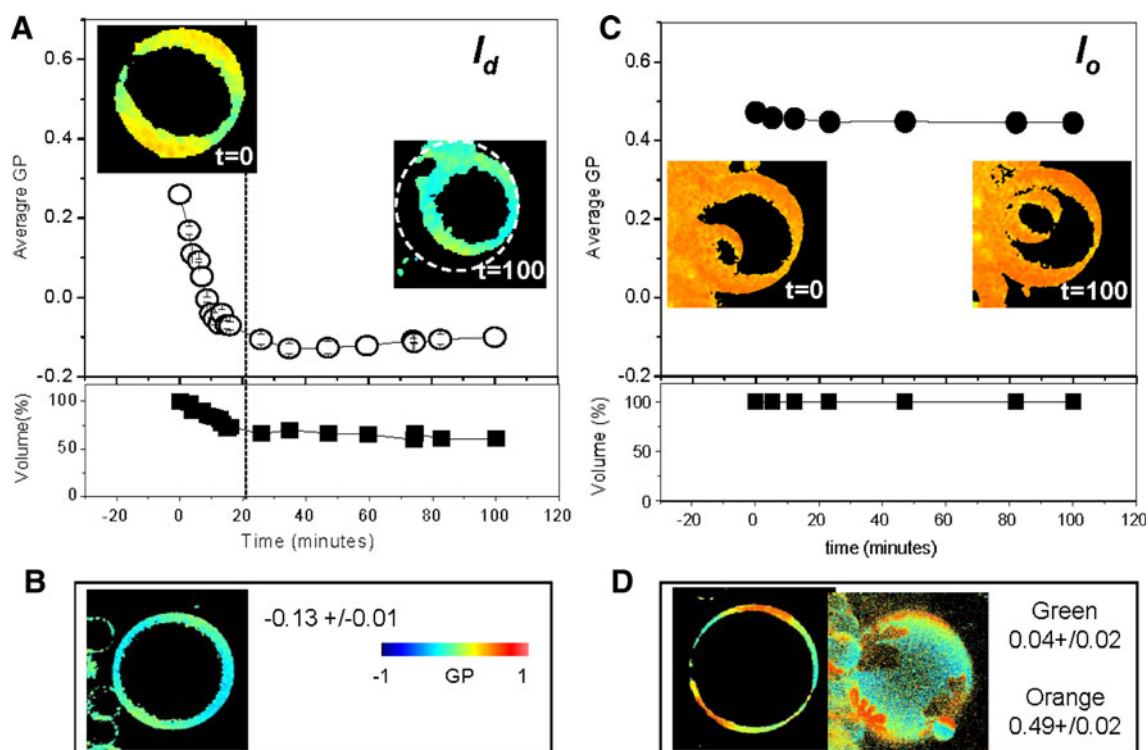 A
l_d
0.6
0.4
0.2
0.0
-0.2
Averagre GP
t=0
t=100
100
50
0
Volume(%)
-20 0 20 40 60 80 100 120
Time (minutes)
C
l_o
0.6
0.4
0.2
0.0
-0.2
Average GP
t=0
t=100
100
50
0
Volume (%)
-20 0 20 40 60 80 100 120
time (minutes)
B
-0.13 +/-0.01
-1 GP 1
D
Green
0.04+/0.02
Orange
0.49+/0.02